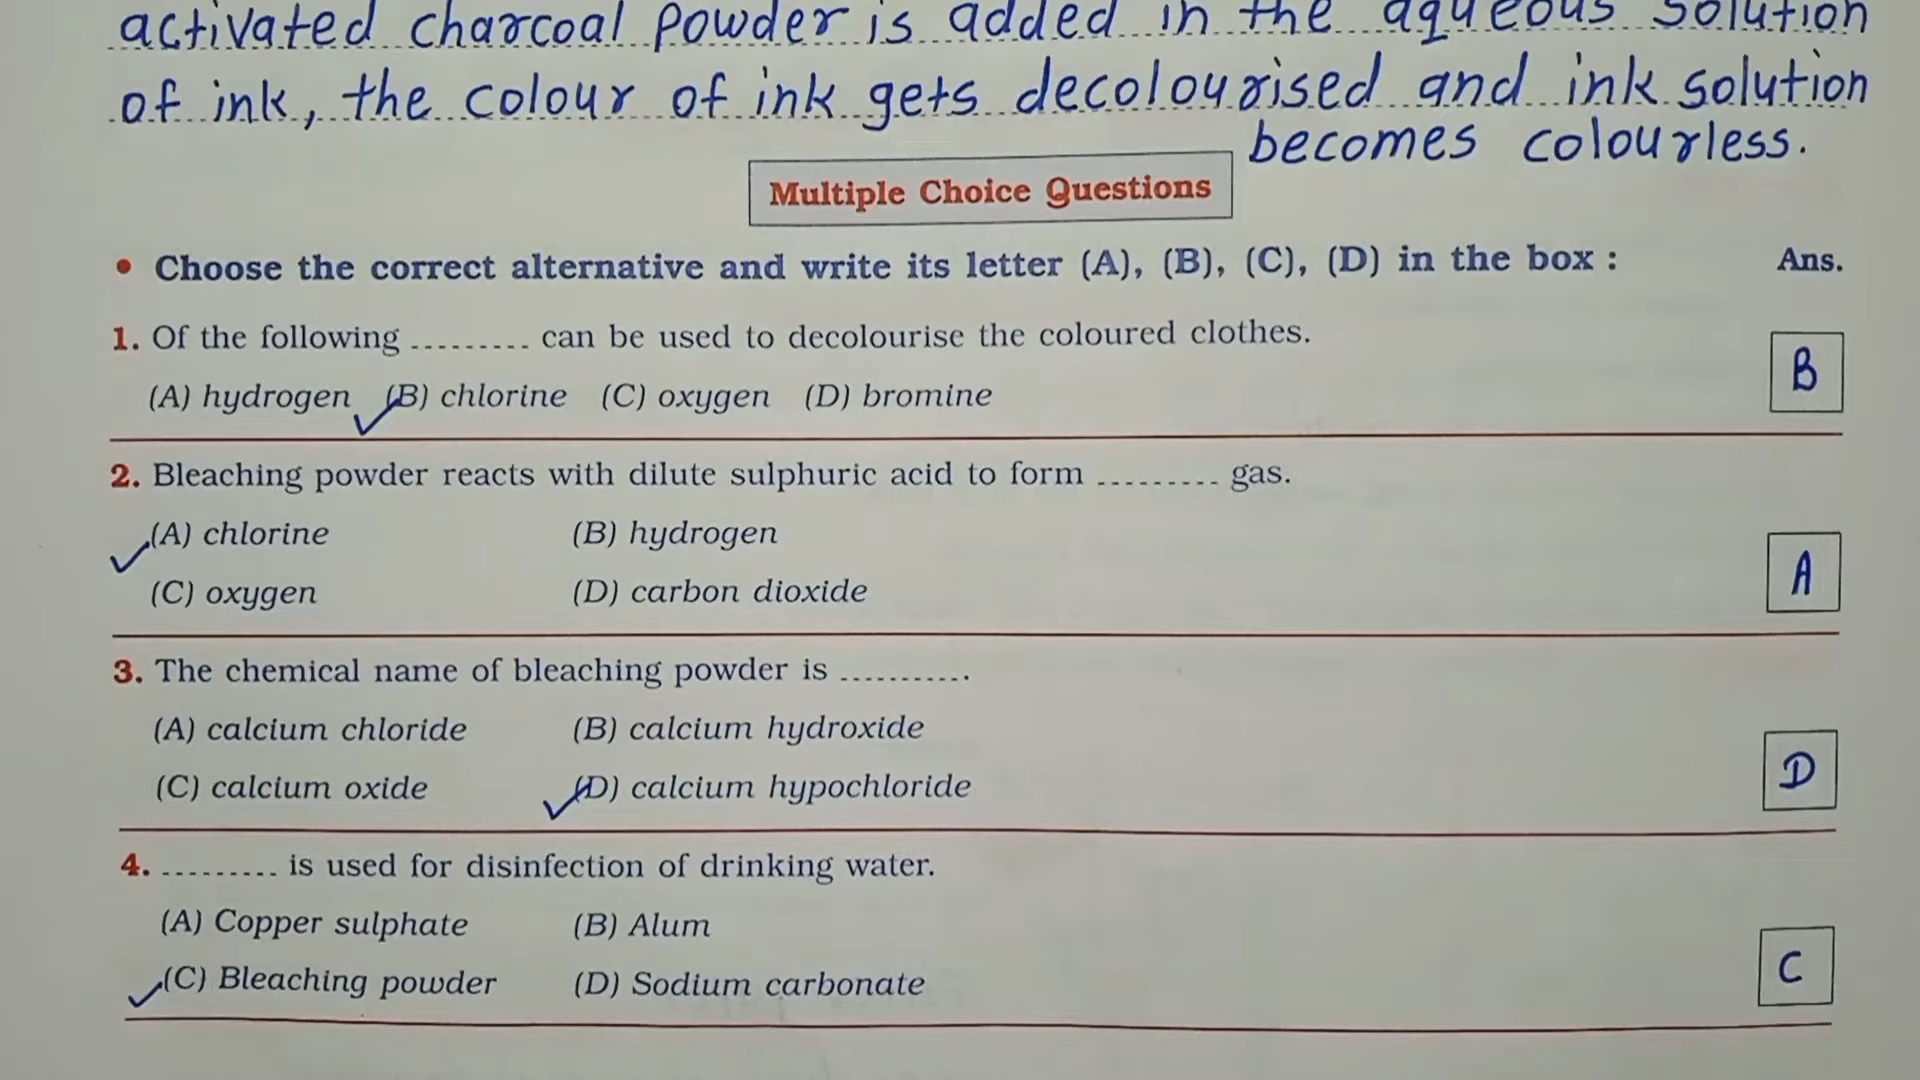 activated charcoal powder is added in the aqueous solution
of ink, the colour of ink gets decolourised and ink solution
becomes colourless.
Multiple Choice Questions
• Choose the correct alternative and write its letter (A), (B), (C), (D) in the box : Ans.
1. Of the following ......... can be used to decolourise the coloured clothes.
(A) hydrogen (B) chlorine (C) oxygen (D) bromine B
2. Bleaching powder reacts with dilute sulphuric acid to form ......... gas.
(A) chlorine (B) hydrogen
A
(C) oxygen (D) carbon dioxide
3. The chemical name of bleaching powder is ...........
(A) calcium chloride (B) calcium hydroxide
(C) calcium oxide (D) calcium hypochloride D
4. ......... is used for disinfection of drinking water.
(A) Copper sulphate (B) Alum
(C) Bleaching powder (D) Sodium carbonate C